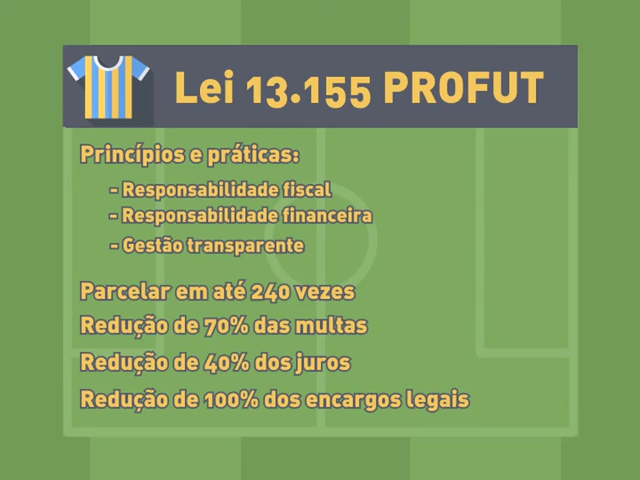 Lei 13.155 PROFUT
Princípios e práticas:
- Responsabilidade fiscal
- Responsabilidade financeira
- Gestão transparente
Parcelar em até 240 vezes
Redução de 70% das multas
Redução de 40% dos juros
Redução de 100% dos encargos legais